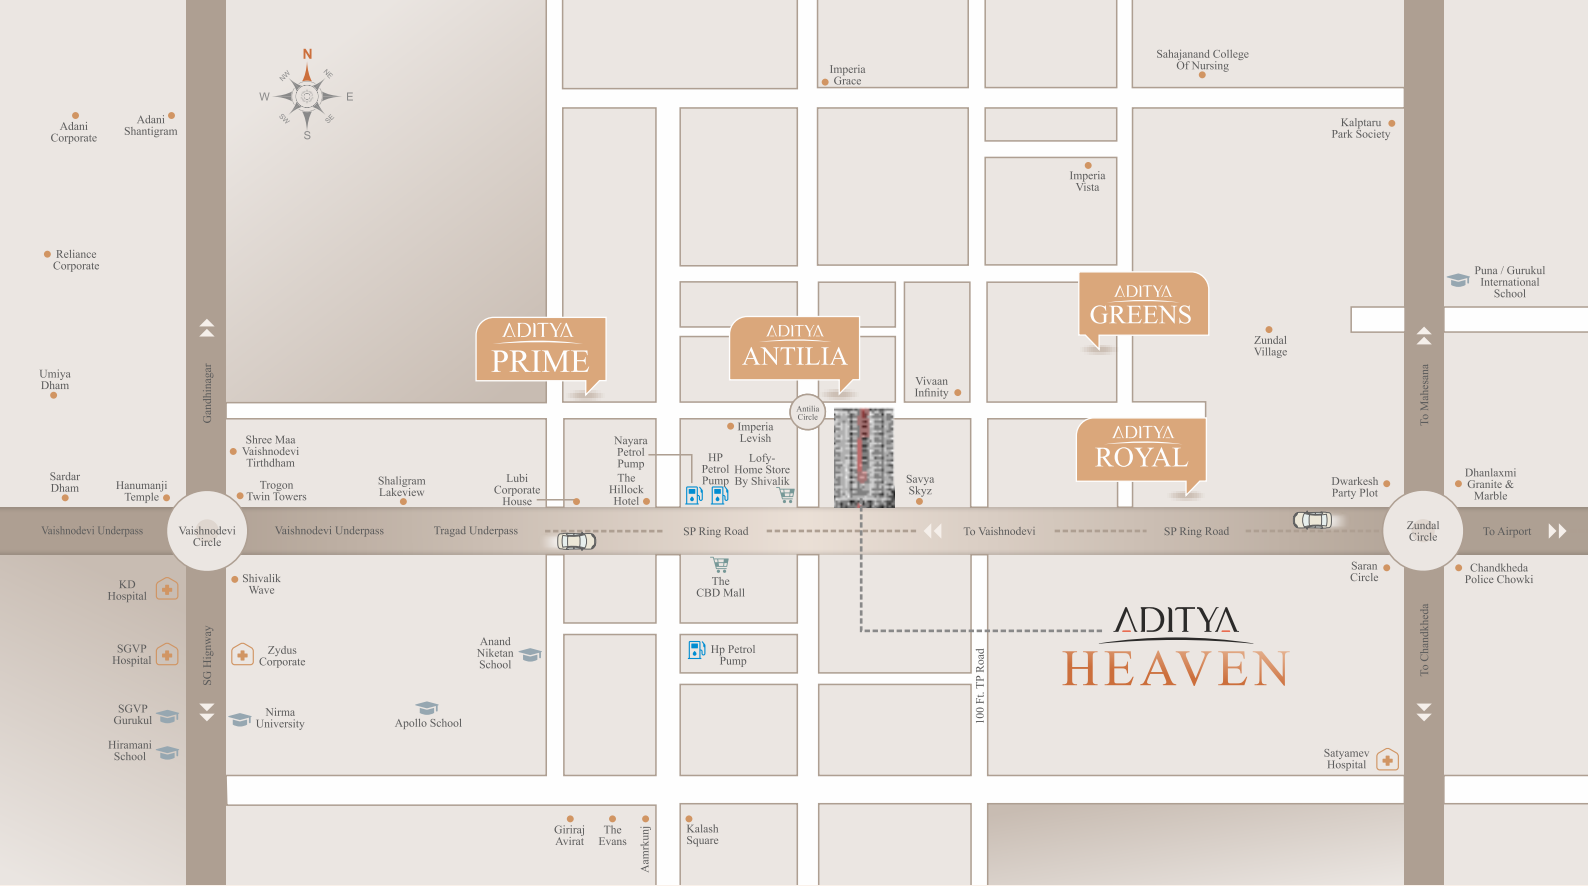 N
NW
NE
W
E
SW
SE
S
Imperia
Grace
Sahajanand College
Of Nursing
Adani
Corporate
Adani
Shantigram
Kalptaru
Park Society
Imperia
Vista
Reliance
Corporate
Puna / Gurukul
International
School
ADITYA
GREENS
ADITYA
PRIME
ADITYA
ANTILIA
Zundal
Village
Umiya
Dham
Gandhinagar
Vivaan
Infinity
To Mahesana
Antilia
Circle
Imperia
Levish
ADITYA
ROYAL
Shree Maa
Vaishnodevi
Tirthdham
Nayara
Petrol
Pump
HP
Petrol
Pump
Lofy-
Home Store
By Shivalik
Sardar
Dham
Hanumanji
Temple
Trogon
Twin Towers
Shaligram
Lakeview
Lubi
Corporate
House
The
Hillock
Hotel
Savya
Skyz
Dwarkesh
Party Plot
Dhanlaxmi
Granite &
Marble
Vaishnodevi Underpass
Vaishnodevi
Circle
Vaishnodevi Underpass
Tragad Underpass
SP Ring Road
To Vaishnodevi
SP Ring Road
Zundal
Circle
To Airport
KD
Hospital
Shivalik
Wave
The
CBD Mall
Saran
Circle
Chandkheda
Police Chowki
SGVP
Hospital
SG Hignway
Zydus
Corporate
Anand
Niketan
School
Hp Petrol
Pump
100 Ft. TP Road
ADITYA
HEAVEN
To Chandkheda
SGVP
Gurukul
Nirma
University
Apollo School
Hiramani
School
Satyamev
Hospital
Giriraj
Avirat
The
Evans
Aamrkunj
Kalash
Square